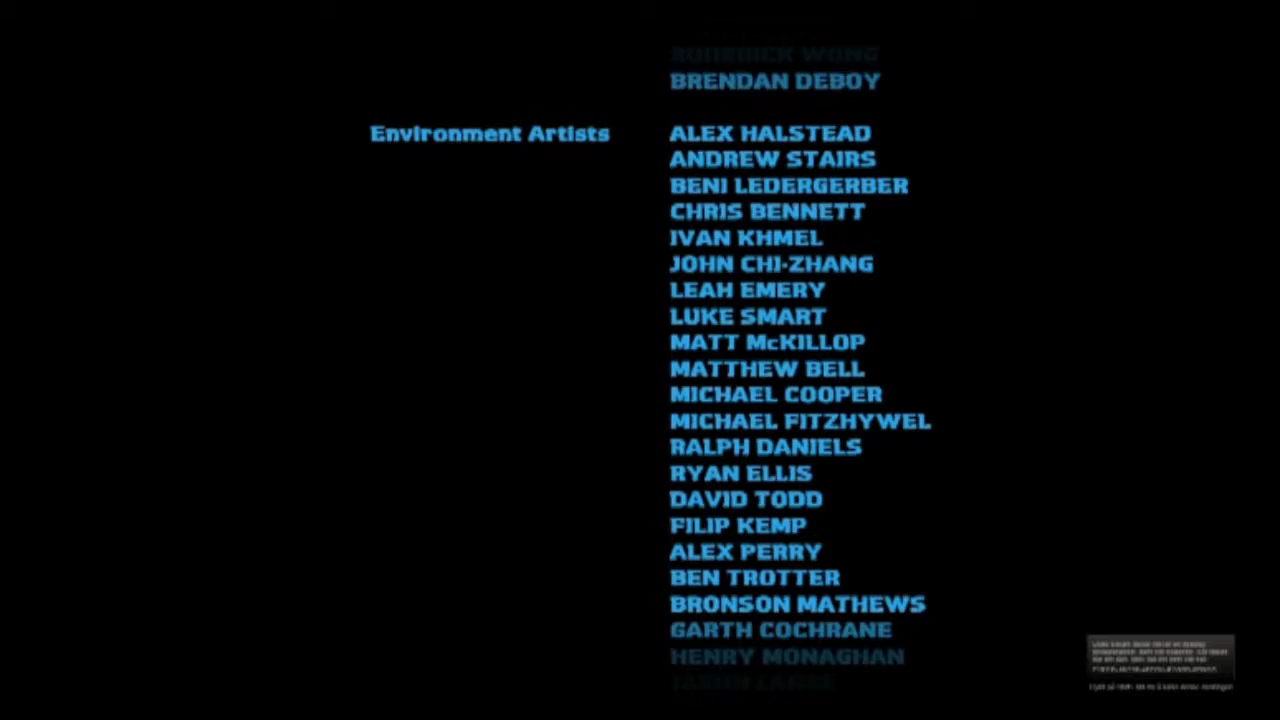 RODERICK WONG
BRENDAN DEBOY
Environment Artists
ALEX HALSTEAD
ANDREW STAIRS
BENI LEDERGERBER
CHRIS BENNETT
IVAN KHMEL
JOHN CHI-ZHANG
LEAH EMERY
LUKE SMART
MATT McKILLOP
MATTHEW BELL
MICHAEL COOPER
MICHAEL FITZHYWEL
RALPH DANIELS
RYAN ELLIS
DAVID TODD
FILIP KEMP
ALEX PERRY
BEN TROTTER
BRONSON MATHEWS
GARTH COCHRANE
HENRY MONAGHAN